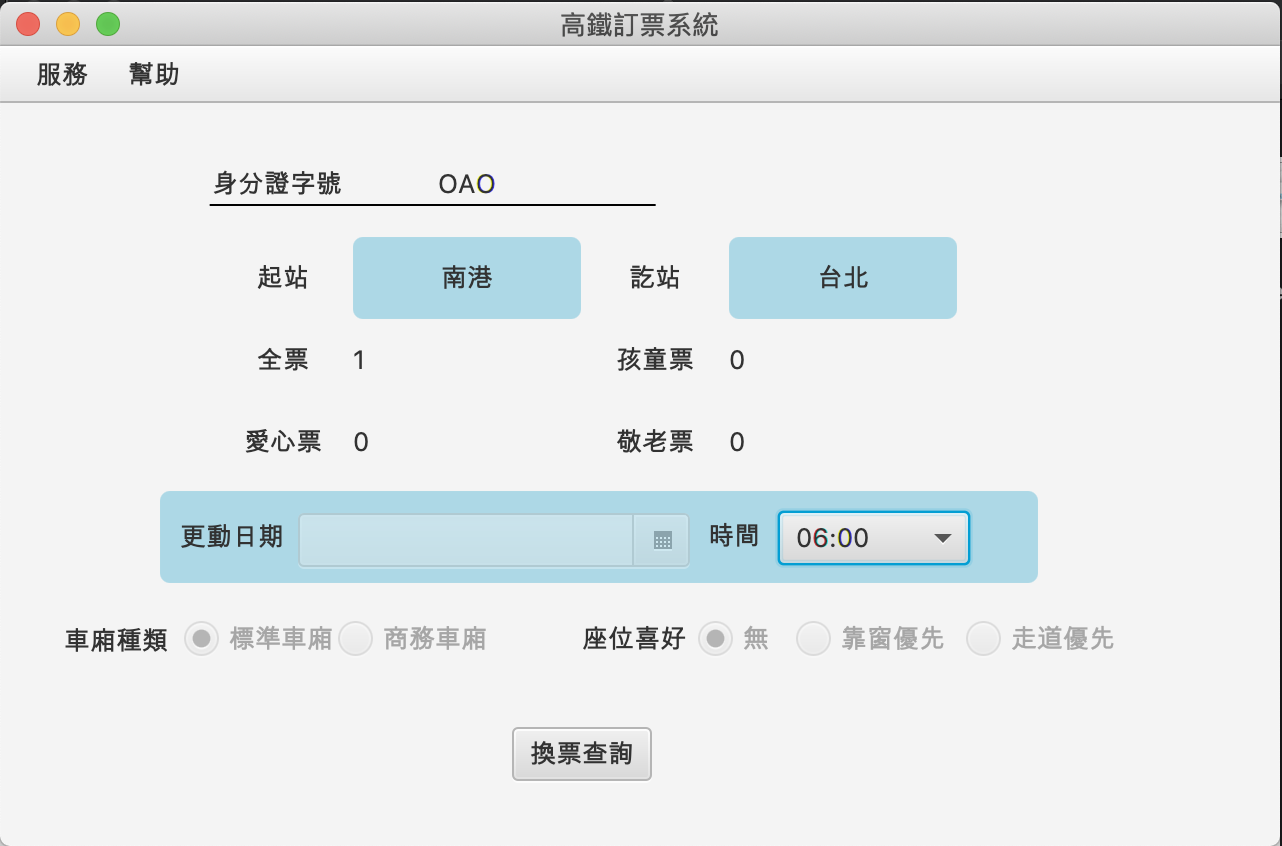 高鐵訂票系統
服務 幫助
身分證字號 OAO
起站 南港 訖站 台北
全票 1 孩童票 0
愛心票 0 敬老票 0
更動日期 時間 06:00
車廂種類 標準車廂 商務車廂 座位喜好 無 靠窗優先 走道優先
換票查詢